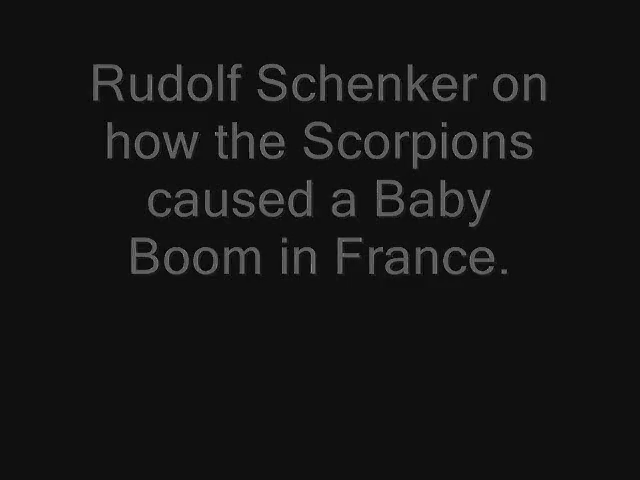 Rudolf Schenker on
how the Scorpions
caused a Baby
Boom in France.